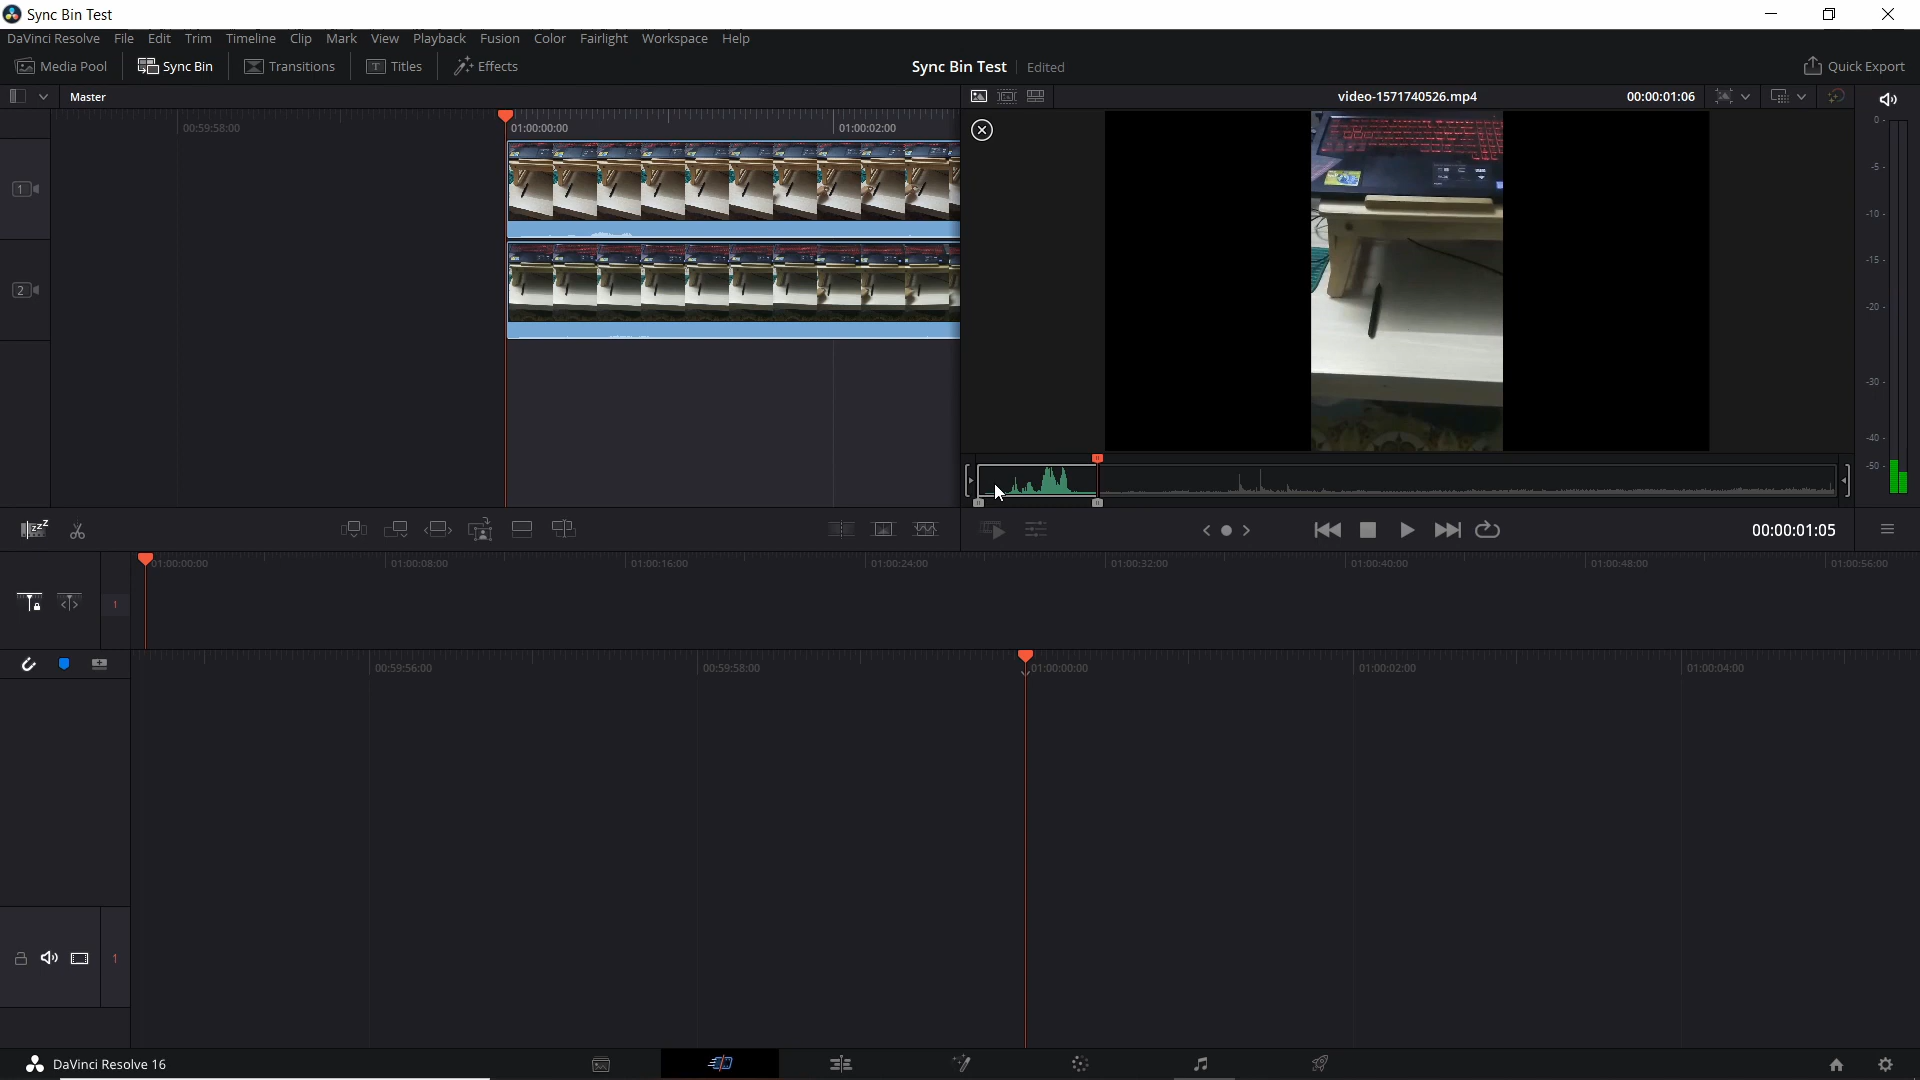 Sync Bin Test
DaVinci Resolve File Edit Trim Timeline Clip Mark View Playback Fusion Color Fairlight Workspace Help
Media Pool Sync Bin Transitions Titles Effects Sync Bin Test Edited Quick Export
Master video-1571740526.mp4 00:00:01:06
00:59:58:00 01:00:00:00 01:00:02:00
0
-5
-10
-15
-20
-30
-40
-50
1
2
zzz 00:00:01:05
01:00:00:00 01:00:08:00 01:00:16:00 01:00:24:00 01:00:32:00 01:00:40:00 01:00:48:00 01:00:56:00
1
00:59:56:00 00:59:58:00 01:00:00:00 01:00:02:00 01:00:04:00
1
DaVinci Resolve 16